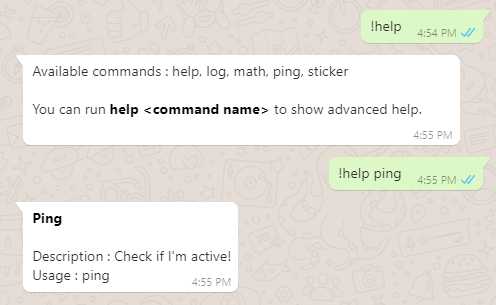 !help
4:54 PM
Available commands : help, log, math, ping, sticker
You can run help <command name> to show advanced help.
4:55 PM
!help ping
4:55 PM
Ping
Description : Check if I'm active!
Usage : ping
4:55 PM